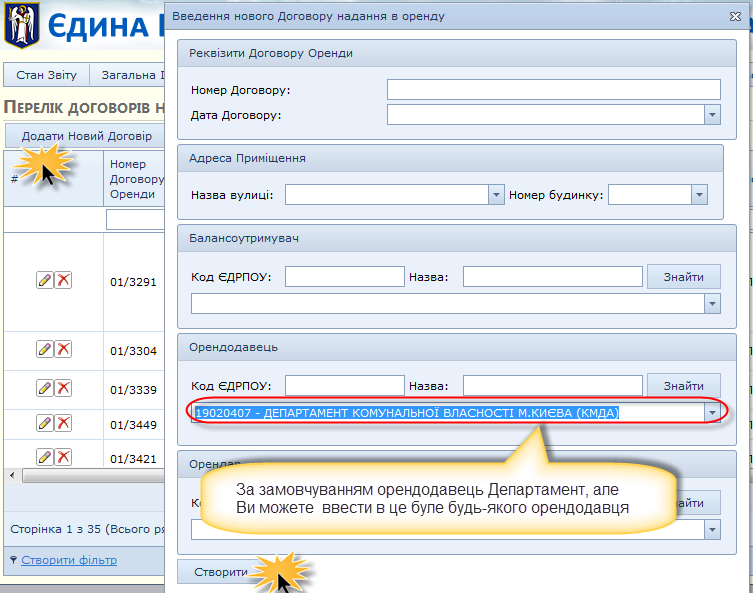 ЄДИНА
Введення нового Договору надання в оренду
Стан Звіту
Загальна
ПЕРЕЛІК ДОГОВОРІВ
Додати Новий Договір
#
Номер
Договору
Оренди
01/3291
01/3304
01/3339
01/3449
01/3421
Сторінка 1 з 35 (Всього
Створити фільтр
Реквізити Договору Оренди
Номер Договору:
Дата Договору:
Адреса Приміщення
Назва вулиці:
Номер будинку:
Балансоутримувач
Код ЄДРПОУ:
Назва:
Знайти
Орендодавець
Код ЄДРПОУ:
Назва:
Знайти
19020407 - ДЕПАРТАМЕНТ КОМУНАЛЬНОЇ ВЛАСНОСТІ М.КИЄВА (КМДА)
Орендар
За замовчуванням орендодавець Департамент, але
Ви можете ввести в це буле будь-якого орендодавця
Створити